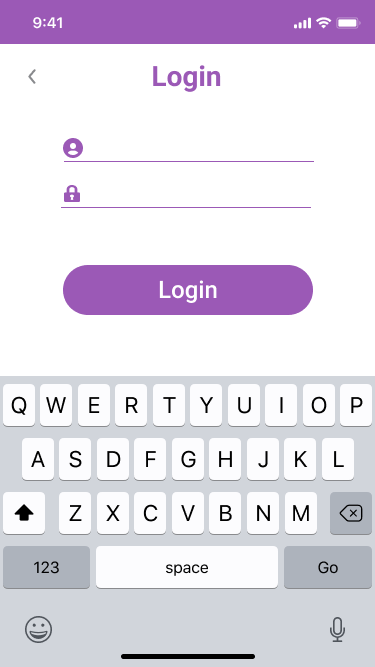 9:41
Login
Login
Q W E R T Y U I O P
A S D F G H J K L
Z X C V B N M
123 space Go